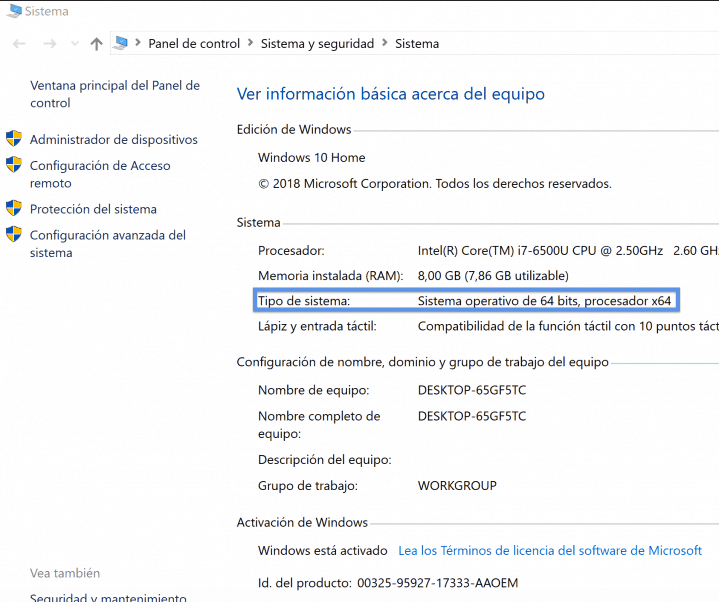 Sistema
Panel de control > Sistema y seguridad > Sistema
Ventana principal del Panel de
control
Administrador de dispositivos
Configuración de Acceso
remoto
Protección del sistema
Configuración avanzada del
sistema
Ver información básica acerca del equipo
Edición de Windows
Windows 10 Home
© 2018 Microsoft Corporation. Todos los derechos reservados.
Sistema
Procesador: Intel(R) Core(TM) i7-6500U CPU @ 2.50GHz 2.60 GH
Memoria instalada (RAM): 8,00 GB (7,86 GB utilizable)
Tipo de sistema: Sistema operativo de 64 bits, procesador x64
Lápiz y entrada táctil: Compatibilidad de la función táctil con 10 puntos táct
Configuración de nombre, dominio y grupo de trabajo del equipo
Nombre de equipo: DESKTOP-65GF5TC
Nombre completo de DESKTOP-65GF5TC
equipo:
Descripción del equipo:
Grupo de trabajo: WORKGROUP
Activación de Windows
Windows está activado Lea los Términos de licencia del software de Microsoft
Id. del producto: 00325-95927-17333-AAOEM
Vea también
Seguridad y mantenimiento